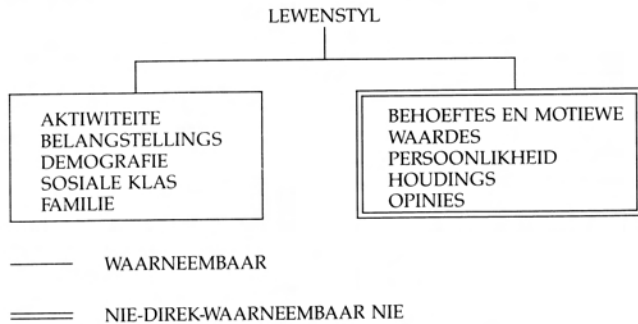 LEWENSTYL
AKTIWITEITE
BELANGSTELLINGS
DEMOGRAFIE
SOSIALE KLAS
FAMILIE
BEHOEFTES EN MOTIEWE
WAARDES
PERSOONLIKHEID
HOUDINGS
OPINIES
WAARNEEMBAAR
NIE-DIREK-WAARNEEMBAAR NIE